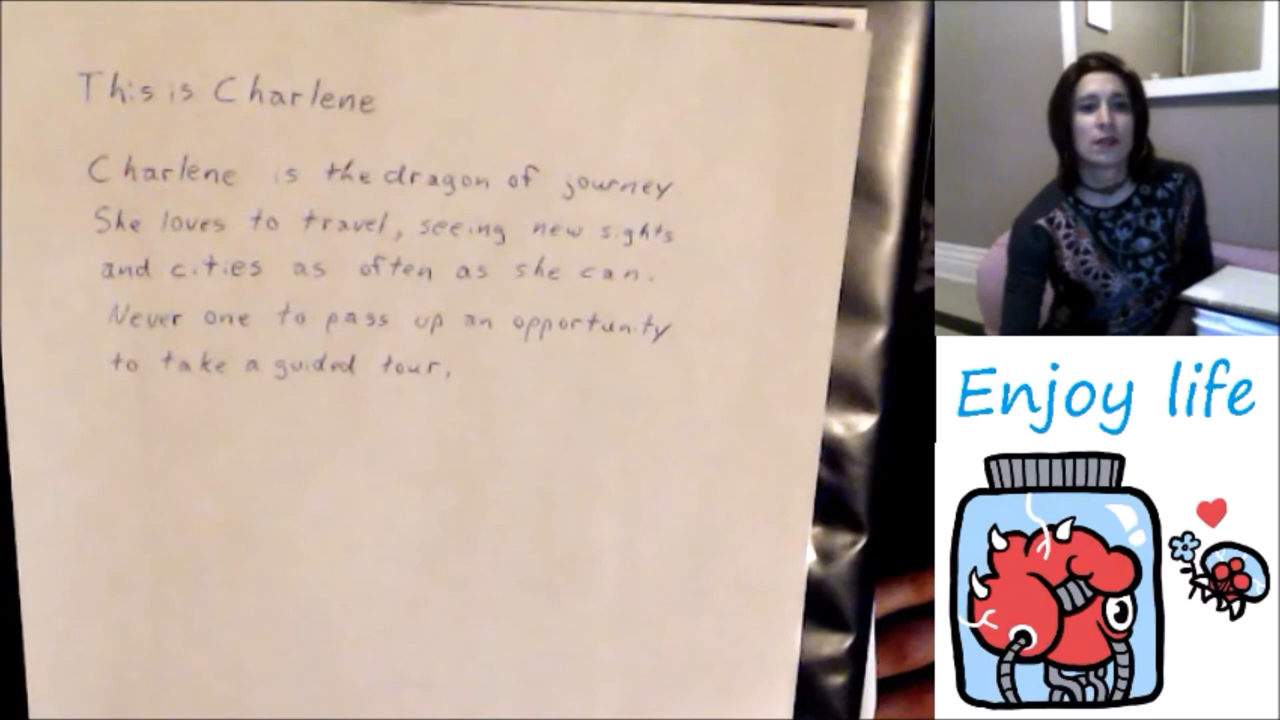 This is Charlene
Charlene is the dragon of journey
She loves to travel, seeing new sights
and cities as often as she can.
Never one to pass up an opportunity
to take a guided tour,
Enjoy life